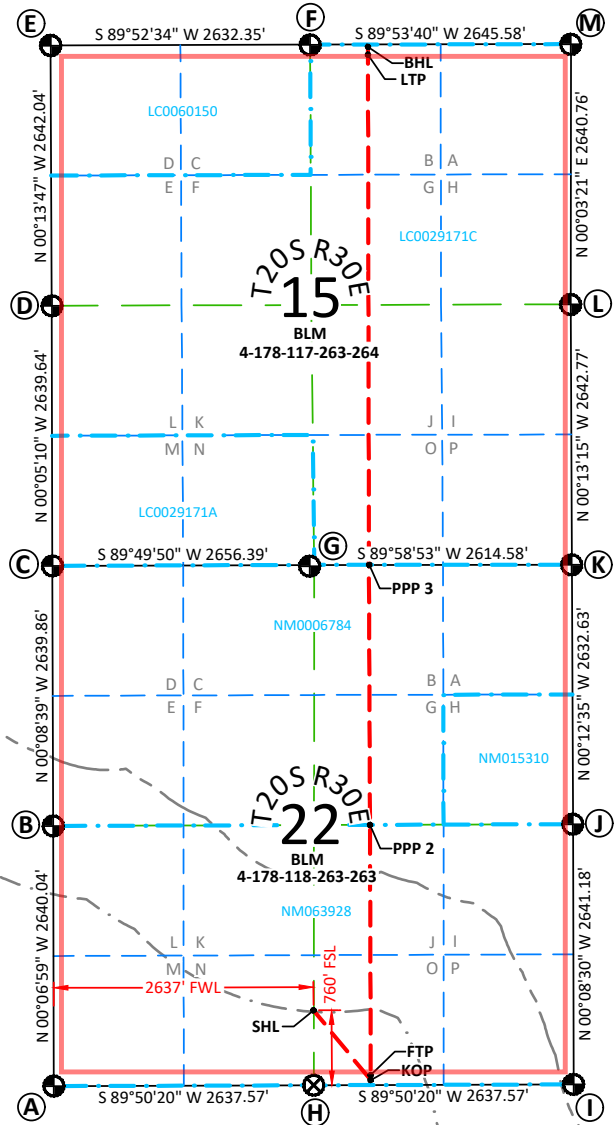 E
S 89°52'34" W 2632.35'
F
S 89°53'40" W 2645.58'
M
BHL
LTP
N 00°13'47" W 2642.04'
LC0060150
N 00°03'21" E 2640.76'
D C
E F
B A
G H
LC0029171C
T20S R30E
15
BLM
4-178-117-263-264
D
L
N 00°05'10" W 2639.64'
L K
M N
J I
O P
N 00°13'15" W 2642.77'
LC0029171A
C
S 89°49'50" W 2656.39'
G
S 89°58'53" W 2614.58'
K
PPP 3
NM0006784
N 00°08'39" W 2639.86'
D C
E F
B A
G H
N 00°12'35" W 2632.63'
NM015310
T20S R30E
22
BLM
4-178-118-263-263
B
J
PPP 2
NM063928
N 00°06'59" W 2640.04'
L K
M N
J I
O P
N 00°08'30" W 2641.18'
2637' FWL
760' FSL
SHL
FTP
KOP
A
S 89°50'20" W 2637.57'
H
S 89°50'20" W 2637.57'
I